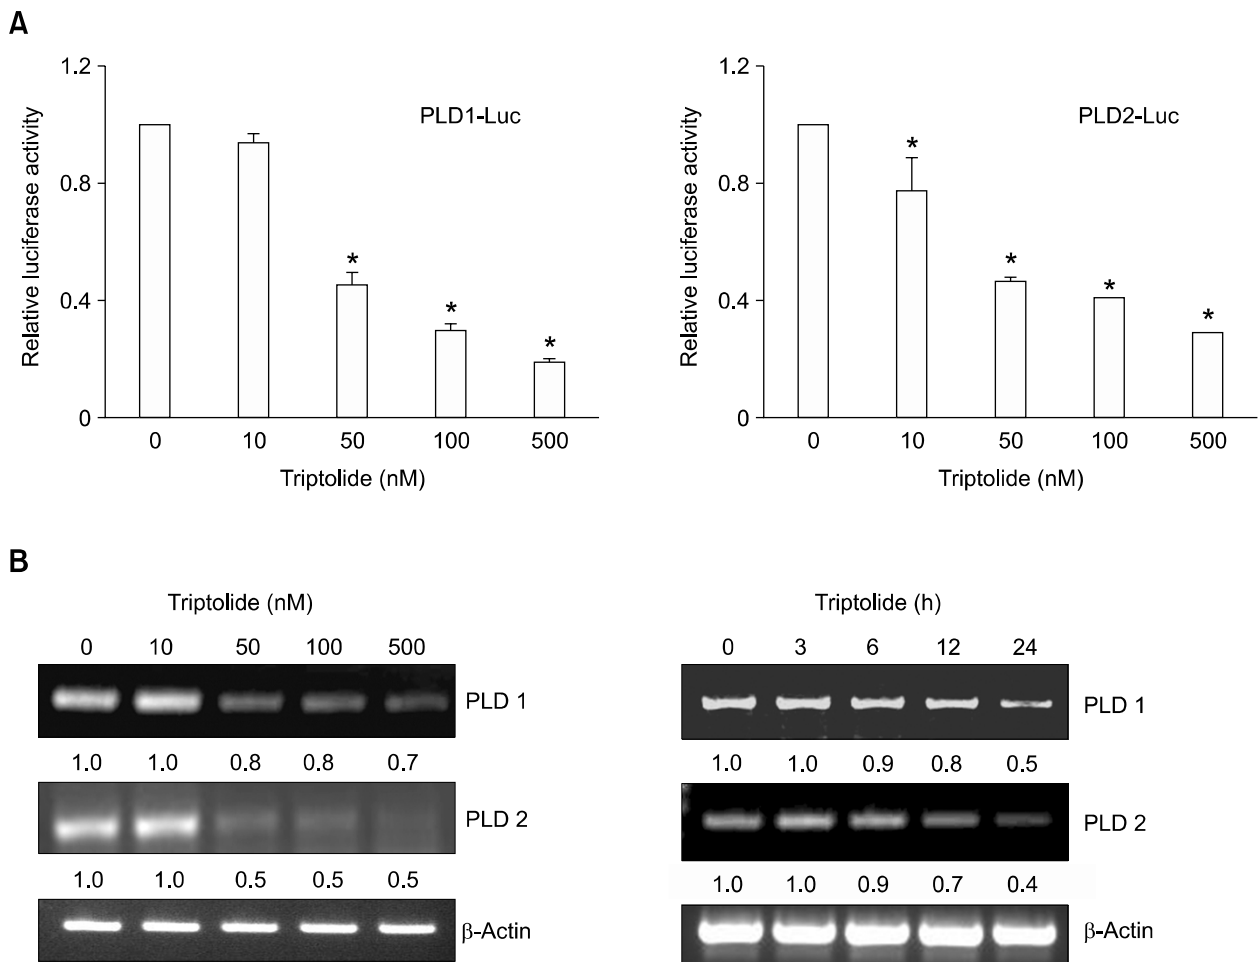 A
1.2
0.8
0.4
0
Relative luciferase activity
PLD1-Luc
*
*
*
0 10 50 100 500
Triptolide (nM)
1.2
0.8
0.4
0
Relative luciferase activity
PLD2-Luc
*
*
*
*
0 10 50 100 500
Triptolide (nM)
B
Triptolide (nM)
0 10 50 100 500
PLD 1
1.0 1.0 0.8 0.8 0.7
PLD 2
1.0 1.0 0.5 0.5 0.5
β-Actin
Triptolide (h)
0 3 6 12 24
PLD 1
1.0 1.0 0.9 0.8 0.5
PLD 2
1.0 1.0 0.9 0.7 0.4
β-Actin